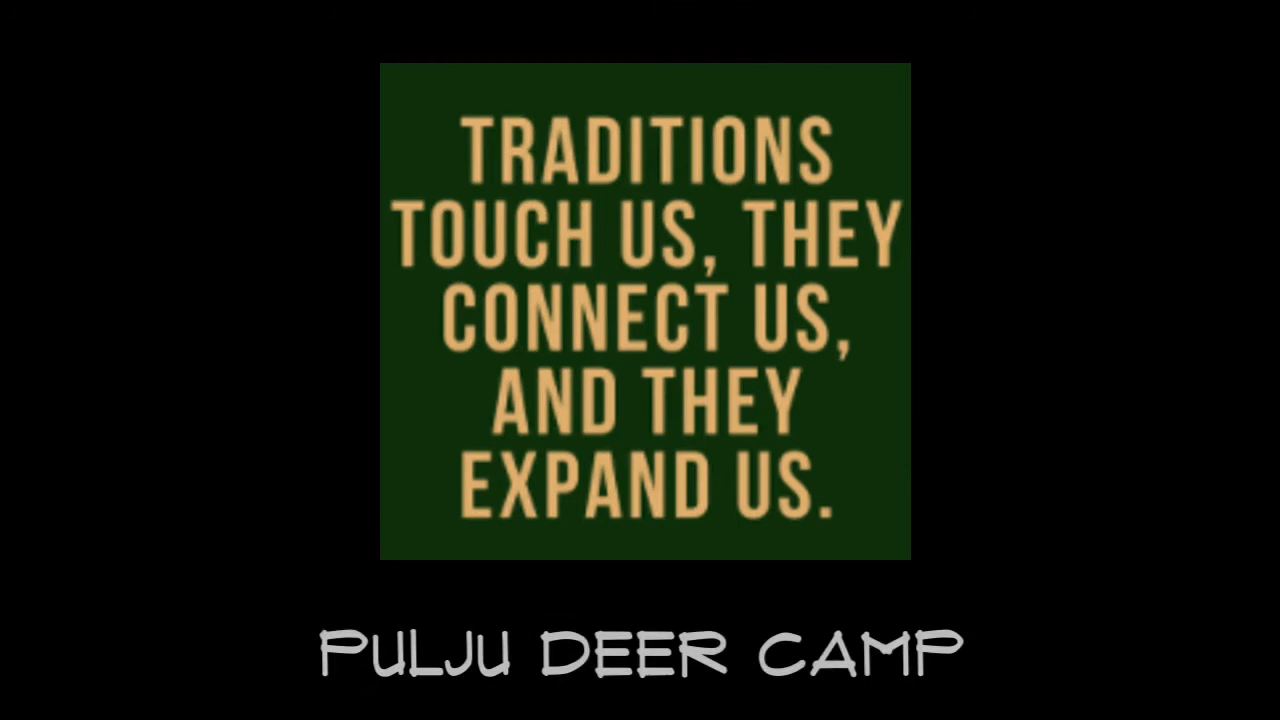 TRADITIONS
TOUCH US, THEY
CONNECT US,
AND THEY
EXPAND US.
PULJU DEER CAMP